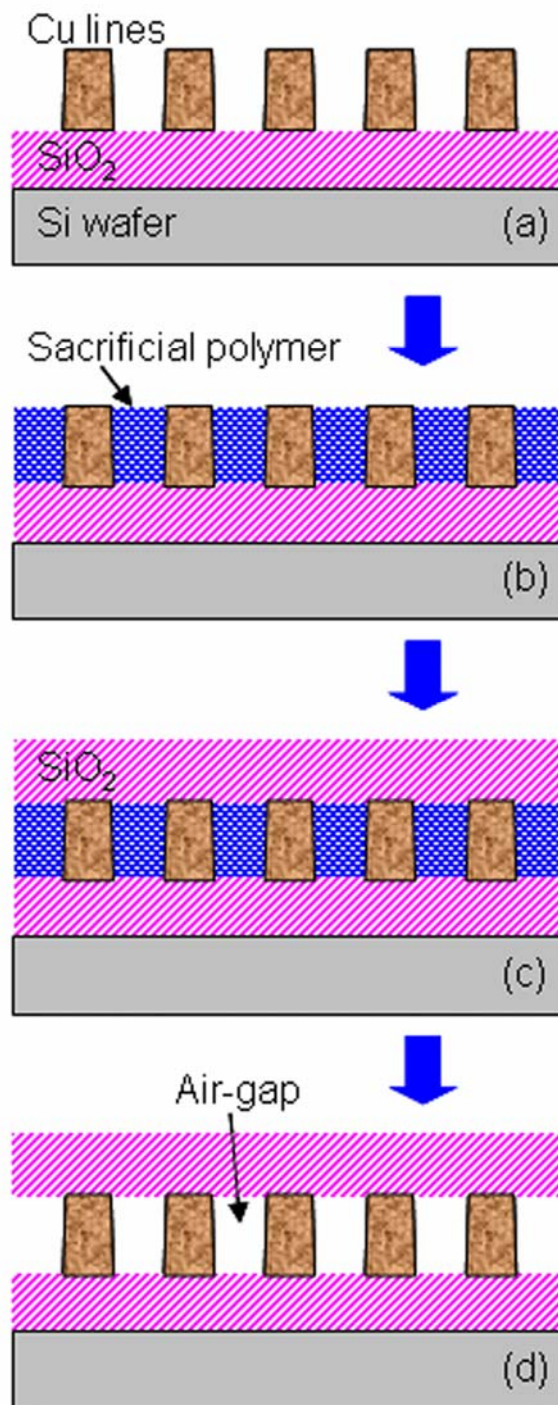 Cu lines
SiO₂
Si wafer (a)
Sacrificial polymer
(b)
SiO₂
(c)
Air-gap
(d)